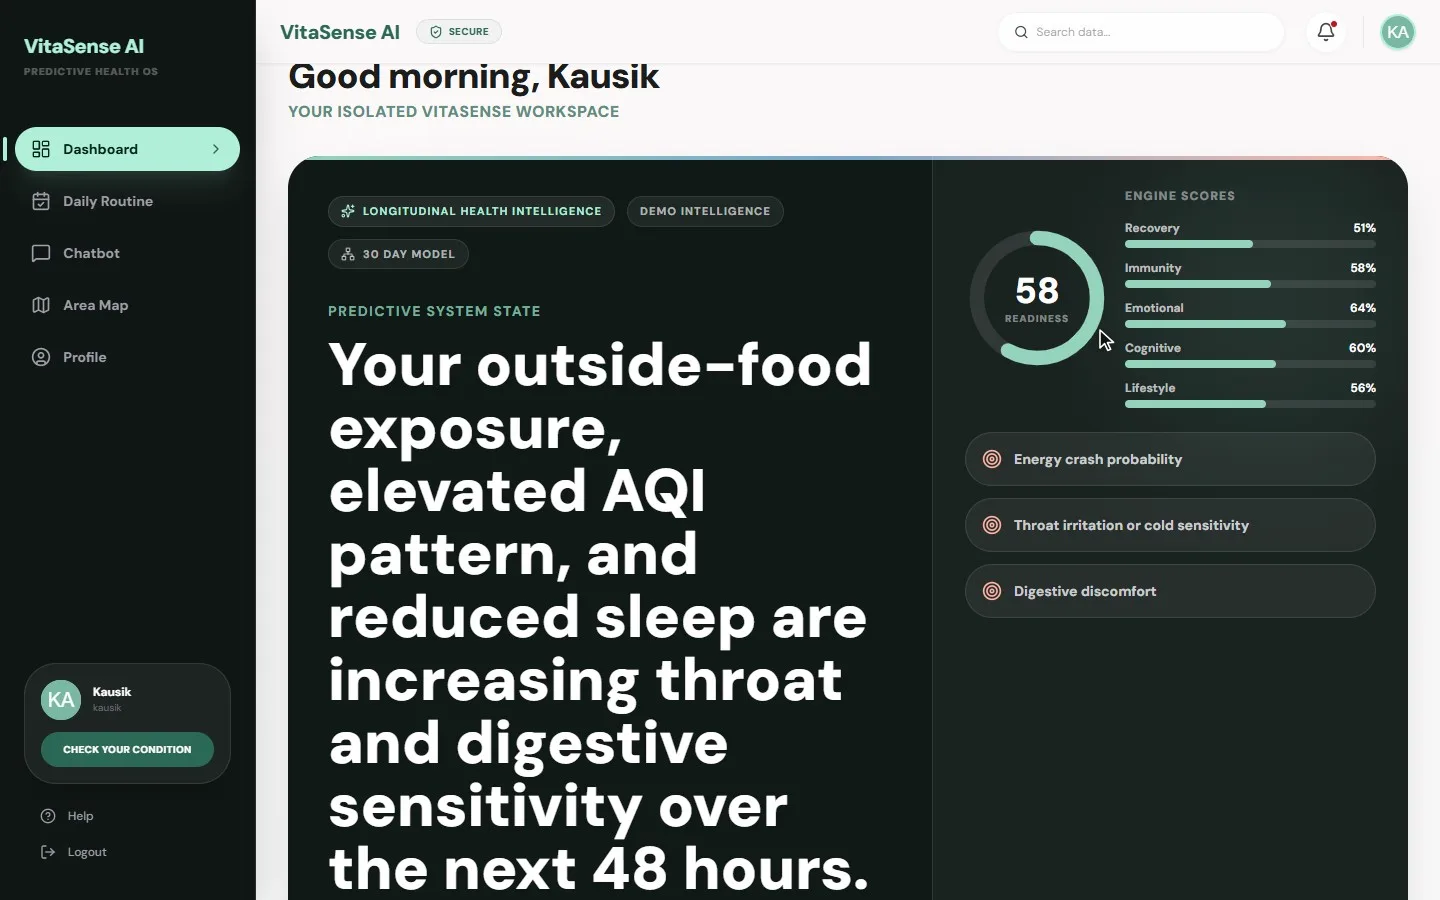 VitaSense AI
PREDICTIVE HEALTH OS
Dashboard
Daily Routine
Chatbot
Area Map
Profile
KA
Kausik
kausik
CHECK YOUR CONDITION
Help
Logout
VitaSense AI
SECURE
Search data...
KA
Good morning, Kausik
YOUR ISOLATED VITASENSE WORKSPACE
LONGITUDINAL HEALTH INTELLIGENCE
DEMO INTELLIGENCE
30 DAY MODEL
PREDICTIVE SYSTEM STATE
Your outside-food
exposure,
elevated AQI
pattern, and
reduced sleep are
increasing throat
and digestive
sensitivity over
the next 48 hours.
58
READINESS
ENGINE SCORES
Recovery 51%
Immunity 58%
Emotional 64%
Cognitive 60%
Lifestyle 56%
Energy crash probability
Throat irritation or cold sensitivity
Digestive discomfort